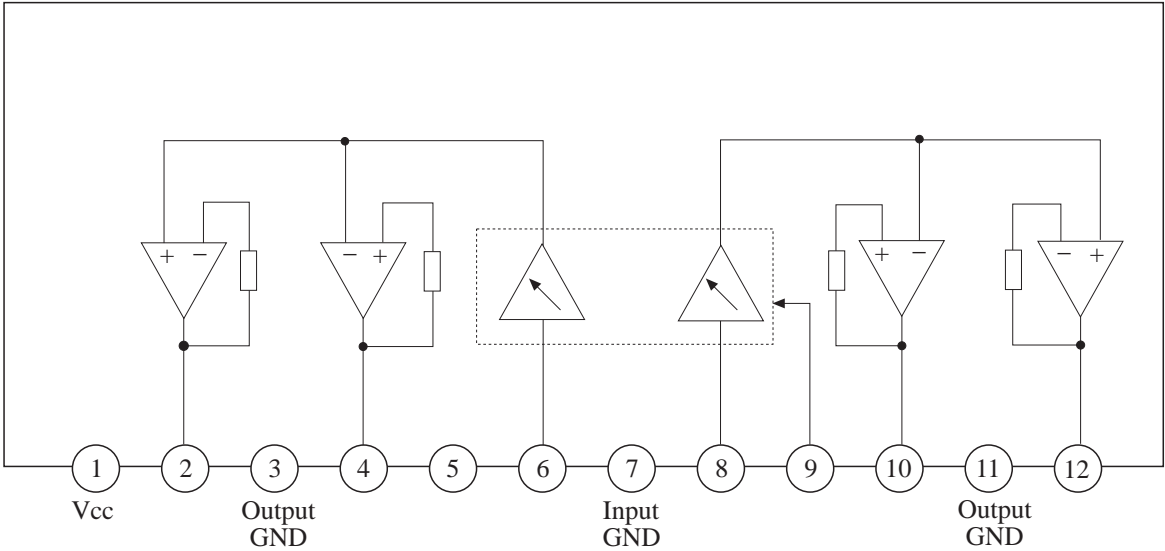 + − − + + − − +
1 2 3 4 5 6 7 8 9 10 11 12
Vcc Output Input Output
GND GND GND